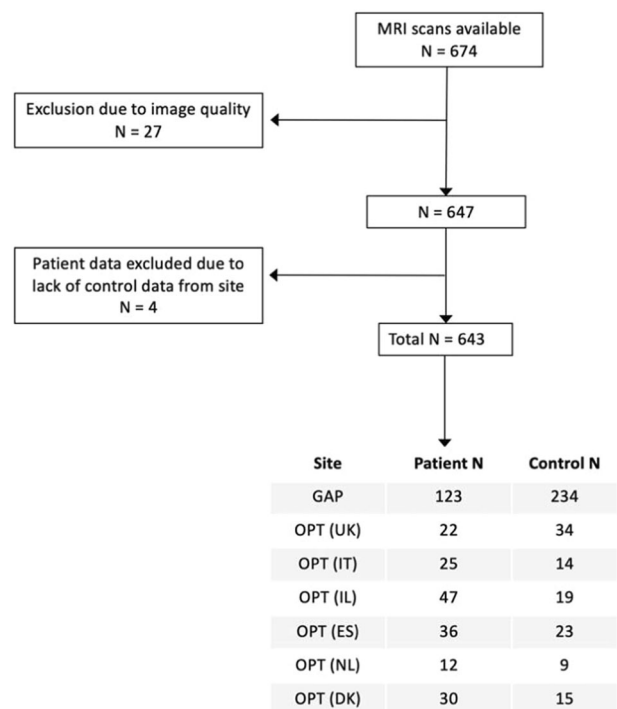 MRI scans available
N = 674
Exclusion due to image quality
N = 27
N = 647
Patient data excluded due to
lack of control data from site
N = 4
Total N = 643
Site Patient N Control N
GAP 123 234
OPT (UK) 22 34
OPT (IT) 25 14
OPT (IL) 47 19
OPT (ES) 36 23
OPT (NL) 12 9
OPT (DK) 30 15